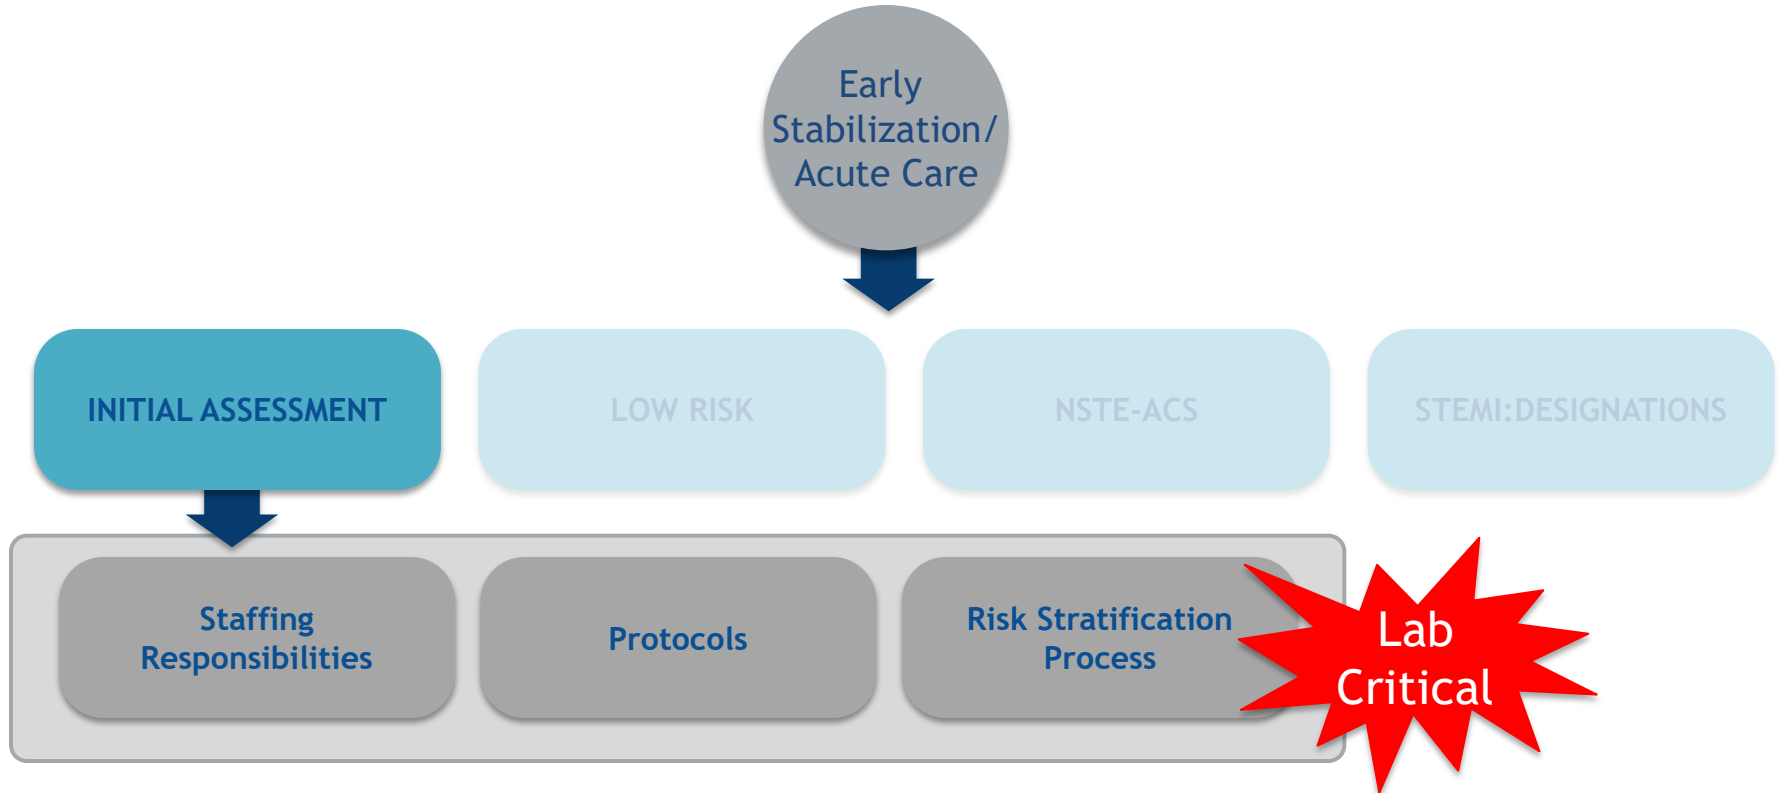 Early
Stabilization/
Acute Care
INITIAL ASSESSMENT
LOW RISK
NSTE-ACS
STEMI:DESIGNATIONS
Staffing
Responsibilities
Protocols
Risk Stratification
Process
Lab
Critical